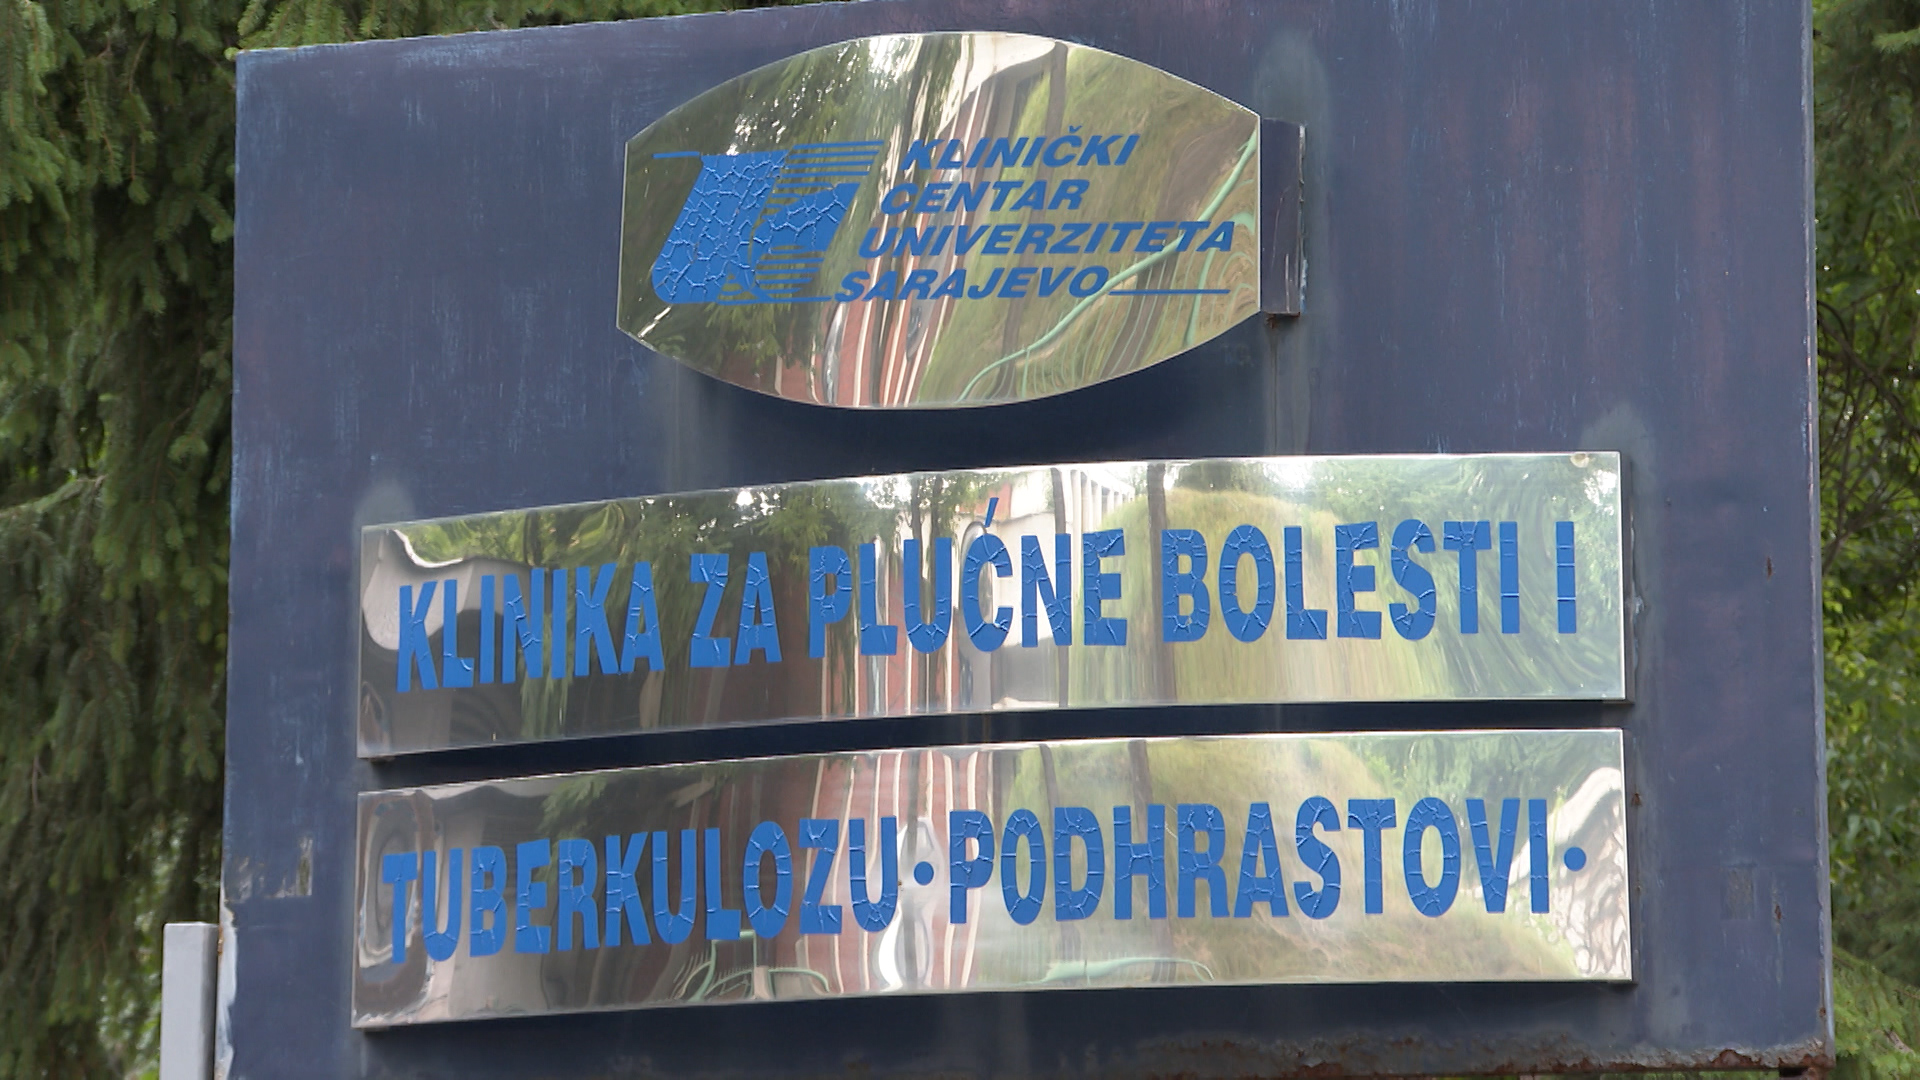 KLINIČKI
CENTAR
UNIVERZITETA
SARAJEVO
KLINIKA ZA PLUĆNE BOLESTI I
TUBERKULOZU•PODHRASTOVI•